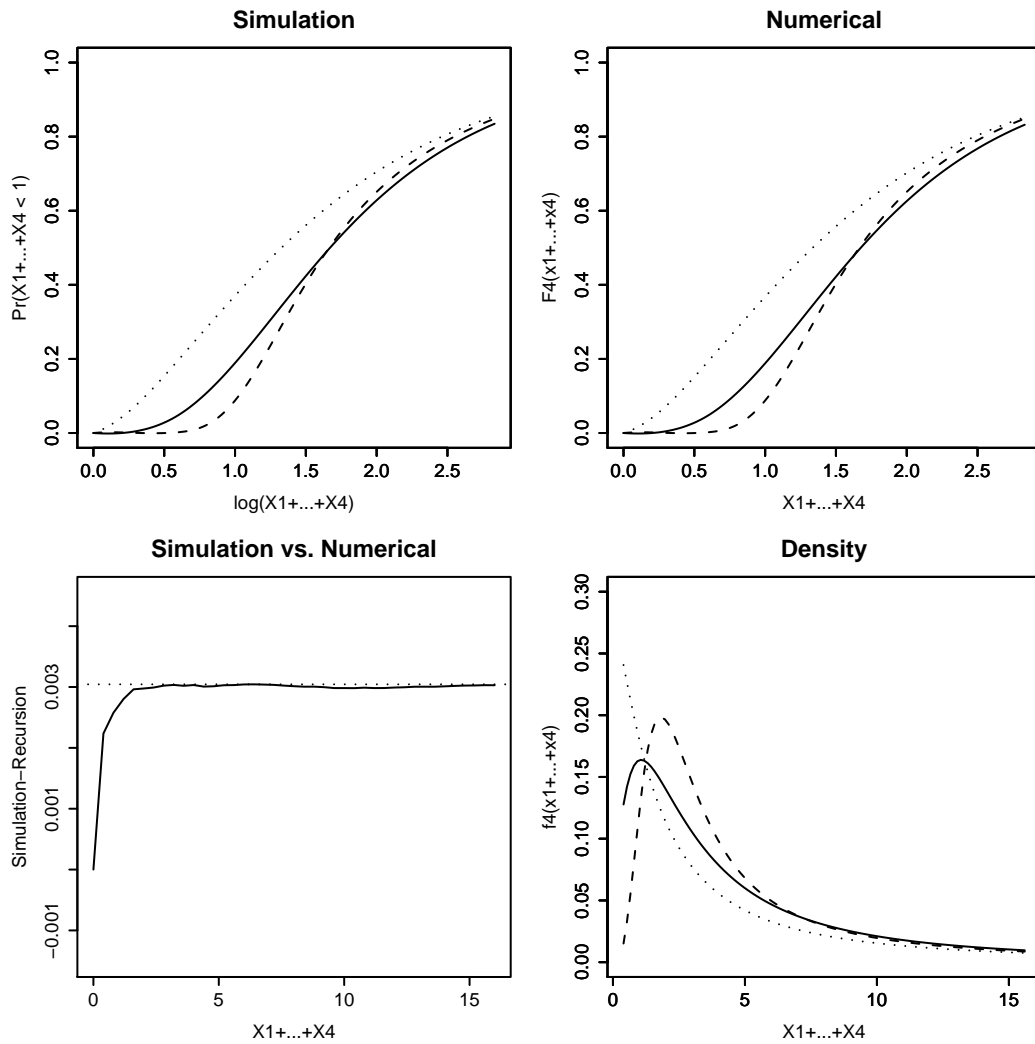 Simulation
Pr(X1+...+X4 < 1)
1.0
0.8
0.6
0.4
0.2
0.0
0.0 0.5 1.0 1.5 2.0 2.5
log(X1+...+X4)
Numerical
F4(x1+...+x4)
1.0
0.8
0.6
0.4
0.2
0.0
0.0 0.5 1.0 1.5 2.0 2.5
X1+...+X4
Simulation vs. Numerical
Simulation−Recursion
0.003
0.001
−0.001
0 5 10 15
X1+...+X4
Density
f4(x1+...+x4)
0.30
0.25
0.20
0.15
0.10
0.05
0.00
0 5 10 15
X1+...+X4